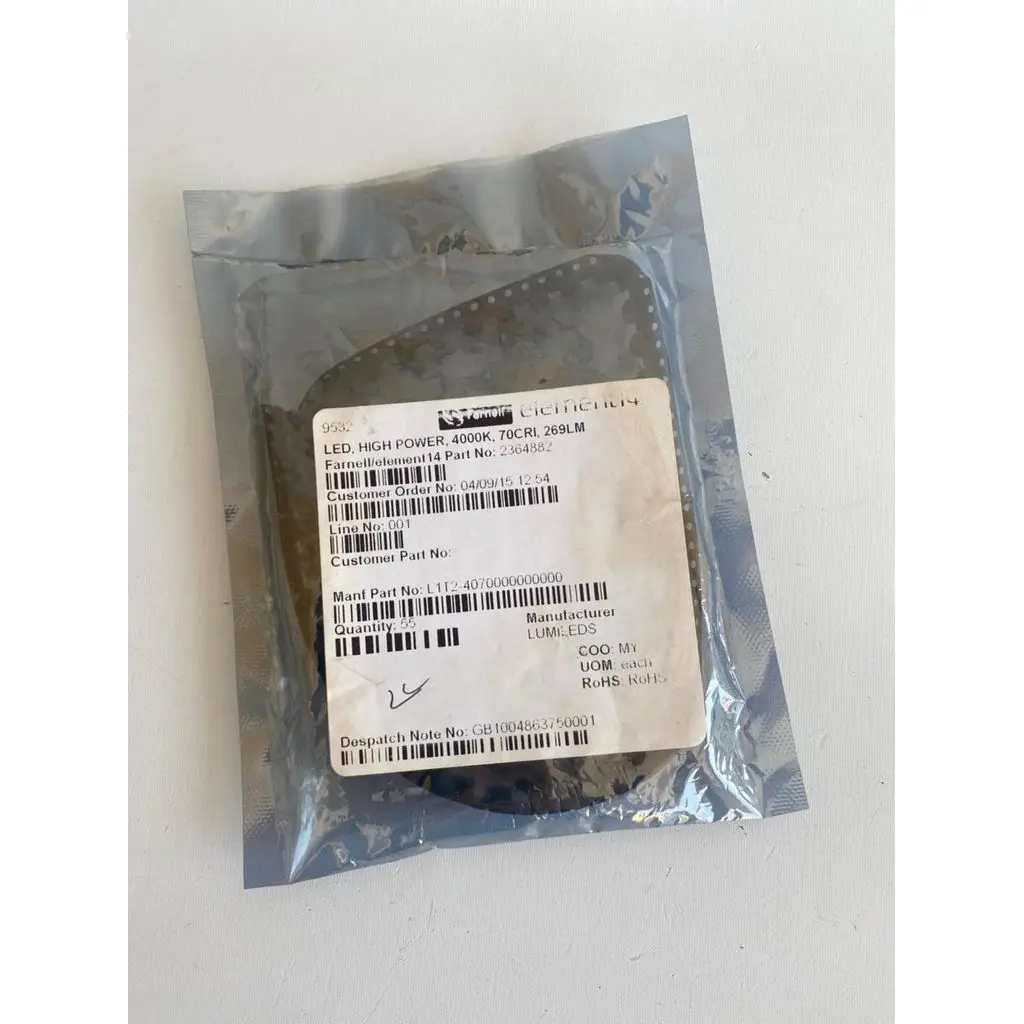 Farnell element14
9532
LED, HIGH POWER, 4000K, 70CRI, 269LM
Farnell/element14 Part No: 2364882
Customer Order No: 04/09/15 12:54
Line No: 001
Customer Part No:
Manf Part No: L1T2-4070000000000
Quantity: 55
Manufacturer
LUMILEDS
COO: MY
UOM: each
RoHS: RoHS
Despatch Note No: GB1004863750001